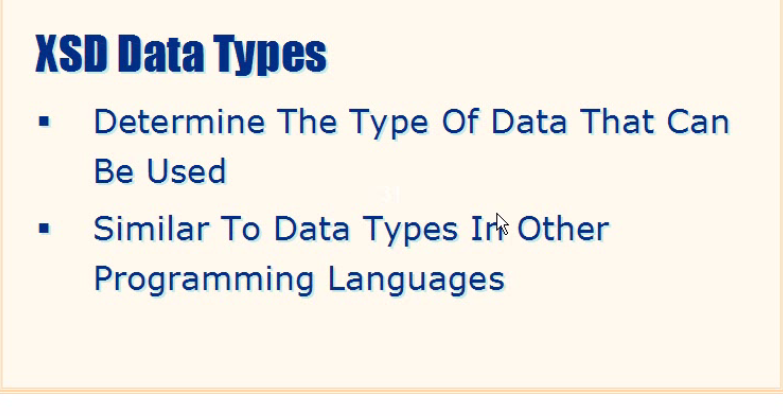 XSD Data Types
▪ Determine The Type Of Data That Can
Be Used
31
▪ Similar To Data Types In Other
Programming Languages